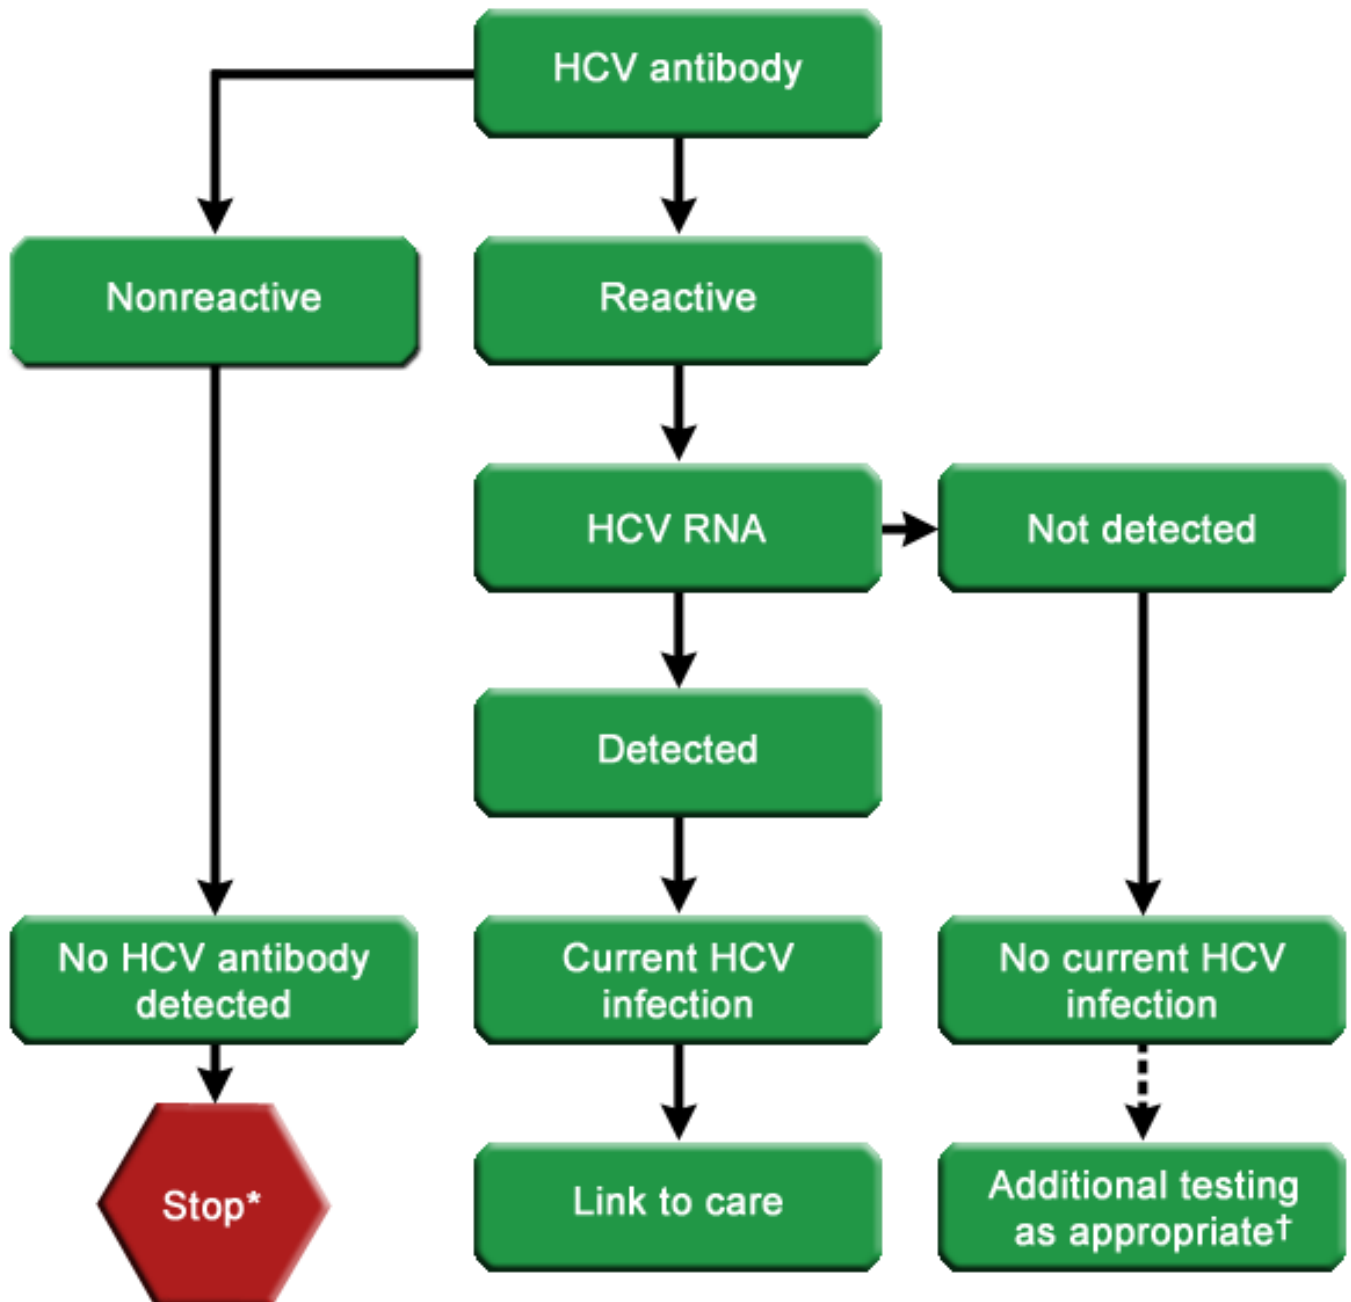 HCV antibody
Nonreactive
Reactive
HCV RNA
Not detected
Detected
No HCV antibody
detected
Current HCV
infection
No current HCV
infection
Stop*
Link to care
Additional testing
as appropriate†